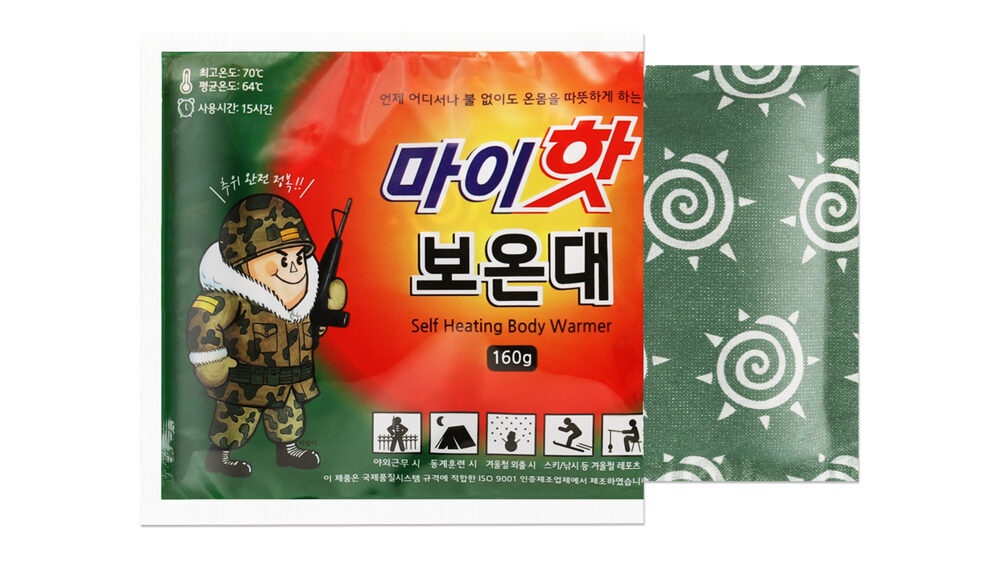 최고온도: 70℃
평균온도: 64℃
사용시간: 15시간
언제 어디서나 불 없이도 온몸을 따뜻하게 하는
추위 완전 정복!!
마이핫
보온대
Self Heating Body Warmer
160g
야외근무 시 동계훈련 시 겨울철 외출 시 스키/낚시 등 겨울철 레포츠
이 제품은 국제품질시스템 규격에 적합한 ISO 9001 인증제조업체에서 제조하였습니